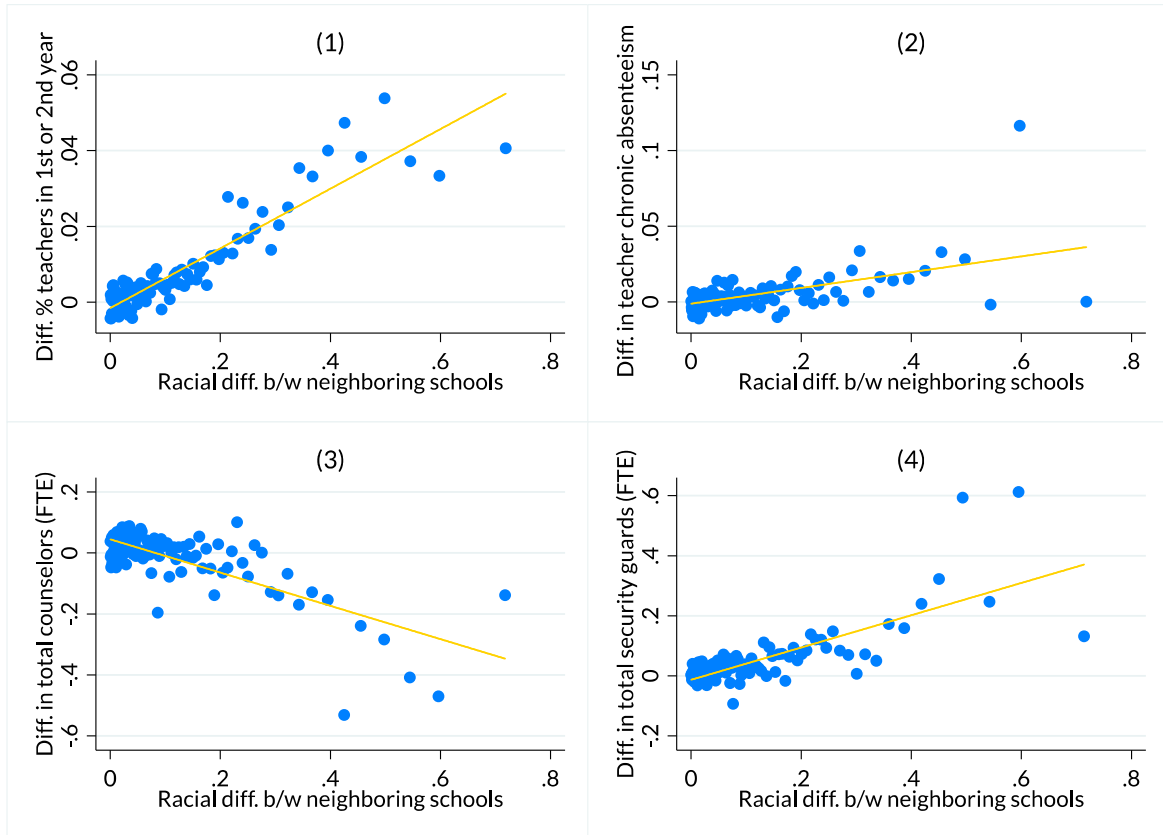 (1)
Diff. % teachers in 1st or 2nd year
.06
.04
.02
0
0 .2 .4 .6 .8
Racial diff. b/w neighboring schools
(2)
Diff. in teacher chronic absenteeism
.15
.1
.05
0
0 .2 .4 .6 .8
Racial diff. b/w neighboring schools
(3)
Diff. in total counselors (FTE)
.2
0
-.2
-.4
-.6
0 .2 .4 .6 .8
Racial diff. b/w neighboring schools
(4)
Diff. in total security guards (FTE)
.6
.4
.2
0
-.2
0 .2 .4 .6 .8
Racial diff. b/w neighboring schools